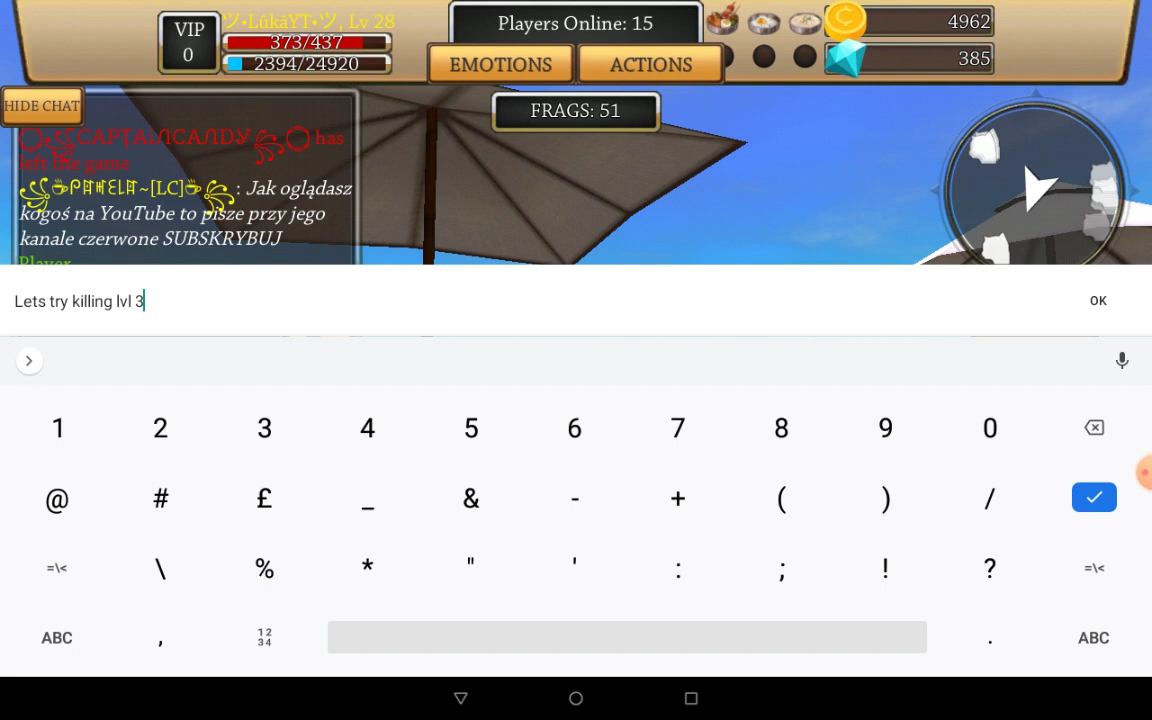 VIP
0
ツ•LûkáYT•ツ, Lv 28
373/437
2394/24920
Players Online: 15
4962
385
EMOTIONS
ACTIONS
HIDE CHAT
FRAGS: 51
has
left the game
~[LC] : Jak oglądasz
kogoś na YouTube to pisze przy jego
kanale czerwone SUBSKRYBUJ
Player
Lets try killing lvl 3
OK
1 2 3 4 5 6 7 8 9 0
@ # £ _ & - + ( ) /
=\< \ % * " ' : ; ! ? =\<
ABC , 12 .  ABC
34